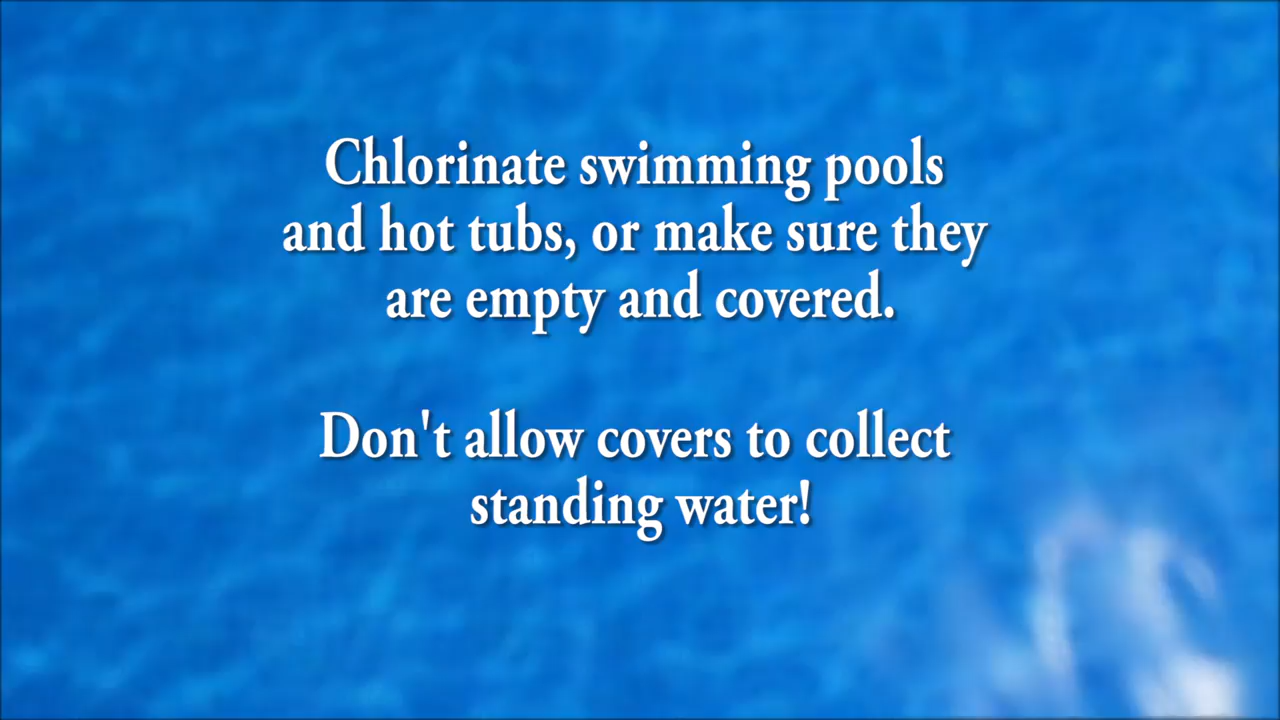 Chlorinate swimming pools
and hot tubs, or make sure they
are empty and covered.
Don't allow covers to collect
standing water!